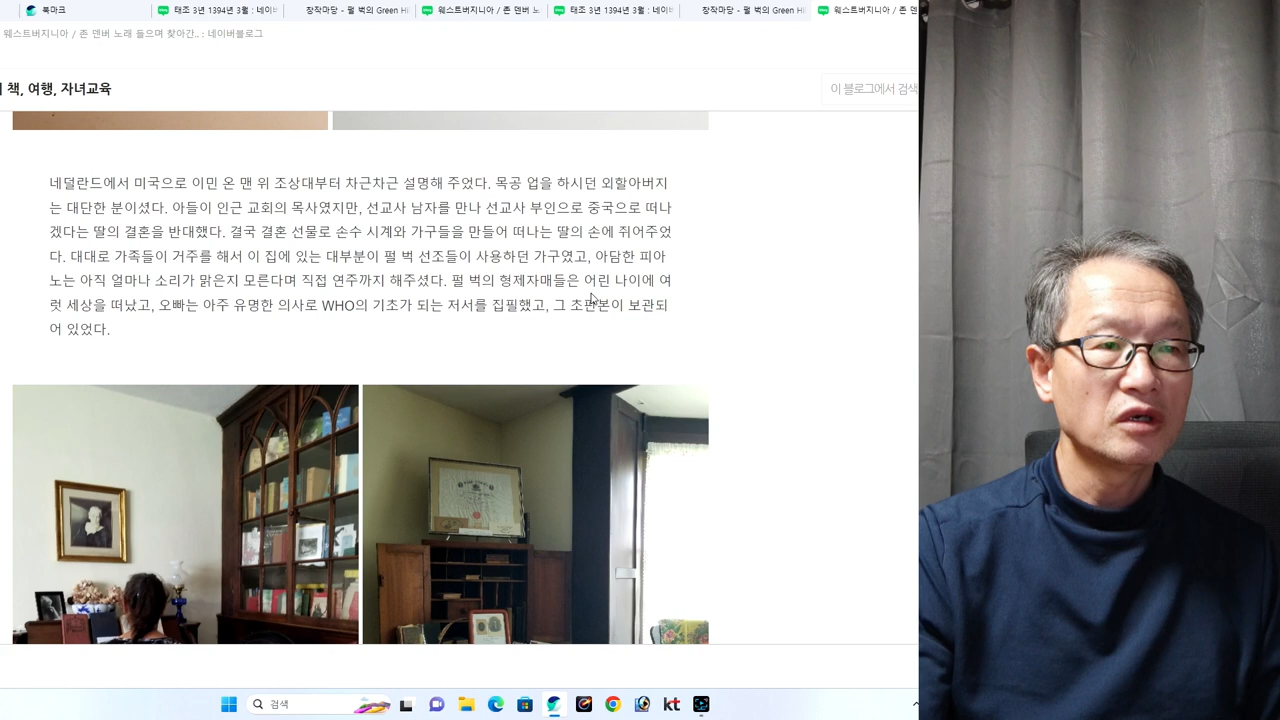 북마크
태조 3년 1394년 3월 : 네이버
창작마당 - 펄 벅의 Green Hi
웨스트버지니아 / 존 덴버 노
태조 3년 1394년 3월 : 네이버
창작마당 - 펄 벅의 Green Hi
웨스트버지니아 / 존 덴
웨스트버지니아 / 존 덴버 노래 들으며 찾아간.. : 네이버블로그
책, 여행, 자녀교육
이 블로그에서 검색
네덜란드에서 미국으로 이민 온 맨 위 조상대부터 차근차근 설명해 주었다. 목공 업을 하시던 외할아버지
는 대단한 분이셨다. 아들이 인근 교회의 목사였지만, 선교사 남자를 만나 선교사 부인으로 중국으로 떠나
겠다는 딸의 결혼을 반대했다. 결국 결혼 선물로 손수 시계와 가구들을 만들어 떠나는 딸의 손에 쥐어주었
다. 대대로 가족들이 거주를 해서 이 집에 있는 대부분이 펄 벅 선조들이 사용하던 가구였고, 아담한 피아
노는 아직 얼마나 소리가 맑은지 모른다며 직접 연주까지 해주셨다. 펄 벅의 형제자매들은 어린 나이에 여
럿 세상을 떠났고, 오빠는 아주 유명한 의사로 WHO의 기초가 되는 저서를 집필했고, 그 초판본이 보관되
어 있었다.
검색
kt